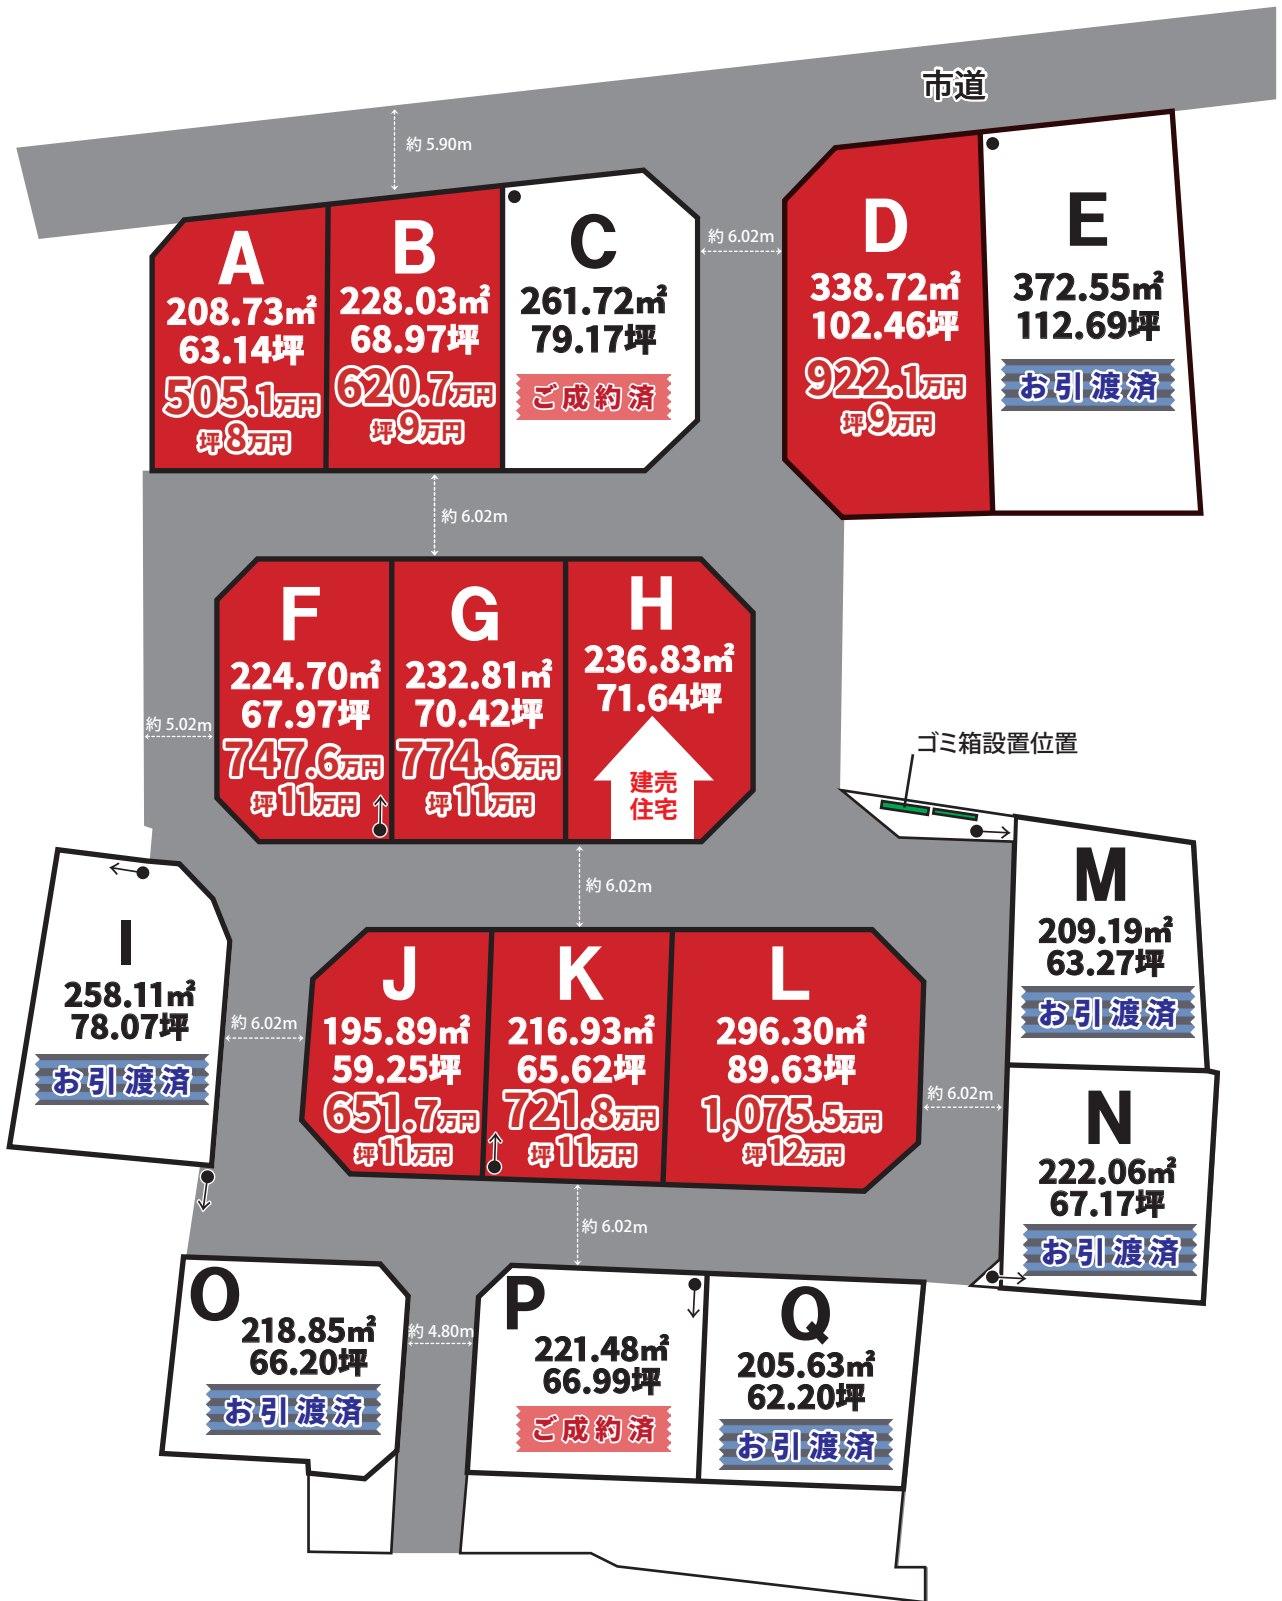 市道
約 5.90m
A
208.73㎡
63.14坪
505.1万円
坪8万円
B
228.03㎡
68.97坪
620.7万円
坪9万円
C
261.72㎡
79.17坪
ご成約済
約 6.02m
D
338.72㎡
102.46坪
922.1万円
坪9万円
E
372.55㎡
112.69坪
お引渡済
約 6.02m
F
224.70㎡
67.97坪
747.6万円
坪11万円
G
232.81㎡
70.42坪
774.6万円
坪11万円
H
236.83㎡
71.64坪
建売
住宅
約 5.02m
ゴミ箱設置位置
I
258.11㎡
78.07坪
お引渡済
約 6.02m
約 6.02m
J
195.89㎡
59.25坪
651.7万円
坪11万円
K
216.93㎡
65.62坪
721.8万円
坪11万円
L
296.30㎡
89.63坪
1,075.5万円
坪12万円
約 6.02m
M
209.19㎡
63.27坪
お引渡済
N
222.06㎡
67.17坪
お引渡済
約 6.02m
O
218.85㎡
66.20坪
お引渡済
約 4.80m
P
221.48㎡
66.99坪
ご成約済
Q
205.63㎡
62.20坪
お引渡済